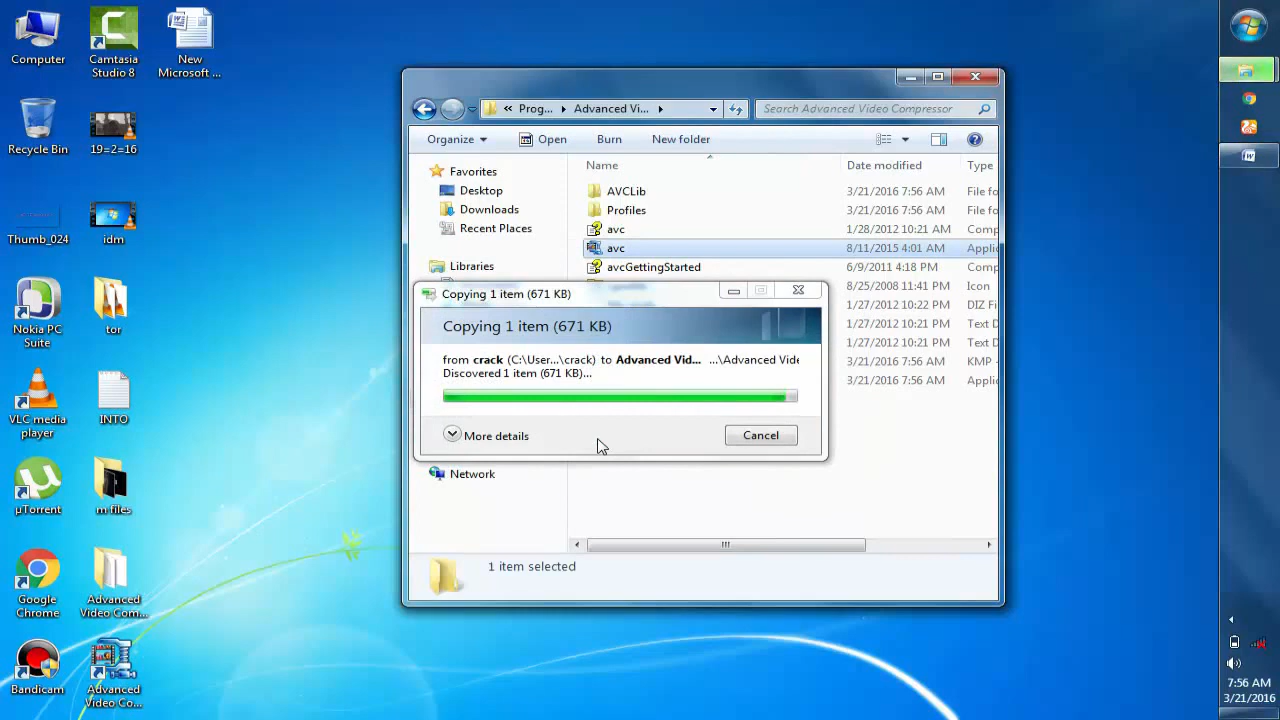 Computer
Camtasia
Studio 8
New
Microsoft ...
Recycle Bin
19=2=16
Thumb_024
idm
Nokia PC
Suite
tor
VLC media
player
INTO
µTorrent
m files
Google
Chrome
Advanced
Video Com...
Bandicam
Advanced
Video Co...
« Prog...
Advanced Vi...
Search Advanced Video Compressor
Organize
Open
Burn
New folder
Name
Date modified
Type
Favorites
Desktop
Downloads
Recent Places
Libraries
Network
AVCLib 3/21/2016 7:56 AM File fo
Profiles 3/21/2016 7:56 AM File fo
avc 1/28/2012 10:21 AM Comp
avc 8/11/2015 4:01 AM Applic
avcGettingStarted 6/9/2011 4:18 PM Comp
8/25/2008 11:41 PM Icon
1/27/2012 10:22 PM DIZ Fi
1/27/2012 10:21 PM Text D
1/27/2012 10:21 PM Text D
3/21/2016 7:56 AM KMP -
3/21/2016 7:56 AM Applic
Copying 1 item (671 KB)
Copying 1 item (671 KB)
from crack (C:\User...\crack) to Advanced Vid... ...\Advanced Vide
Discovered 1 item (671 KB)...
More details
Cancel
1 item selected
7:56 AM
3/21/2016